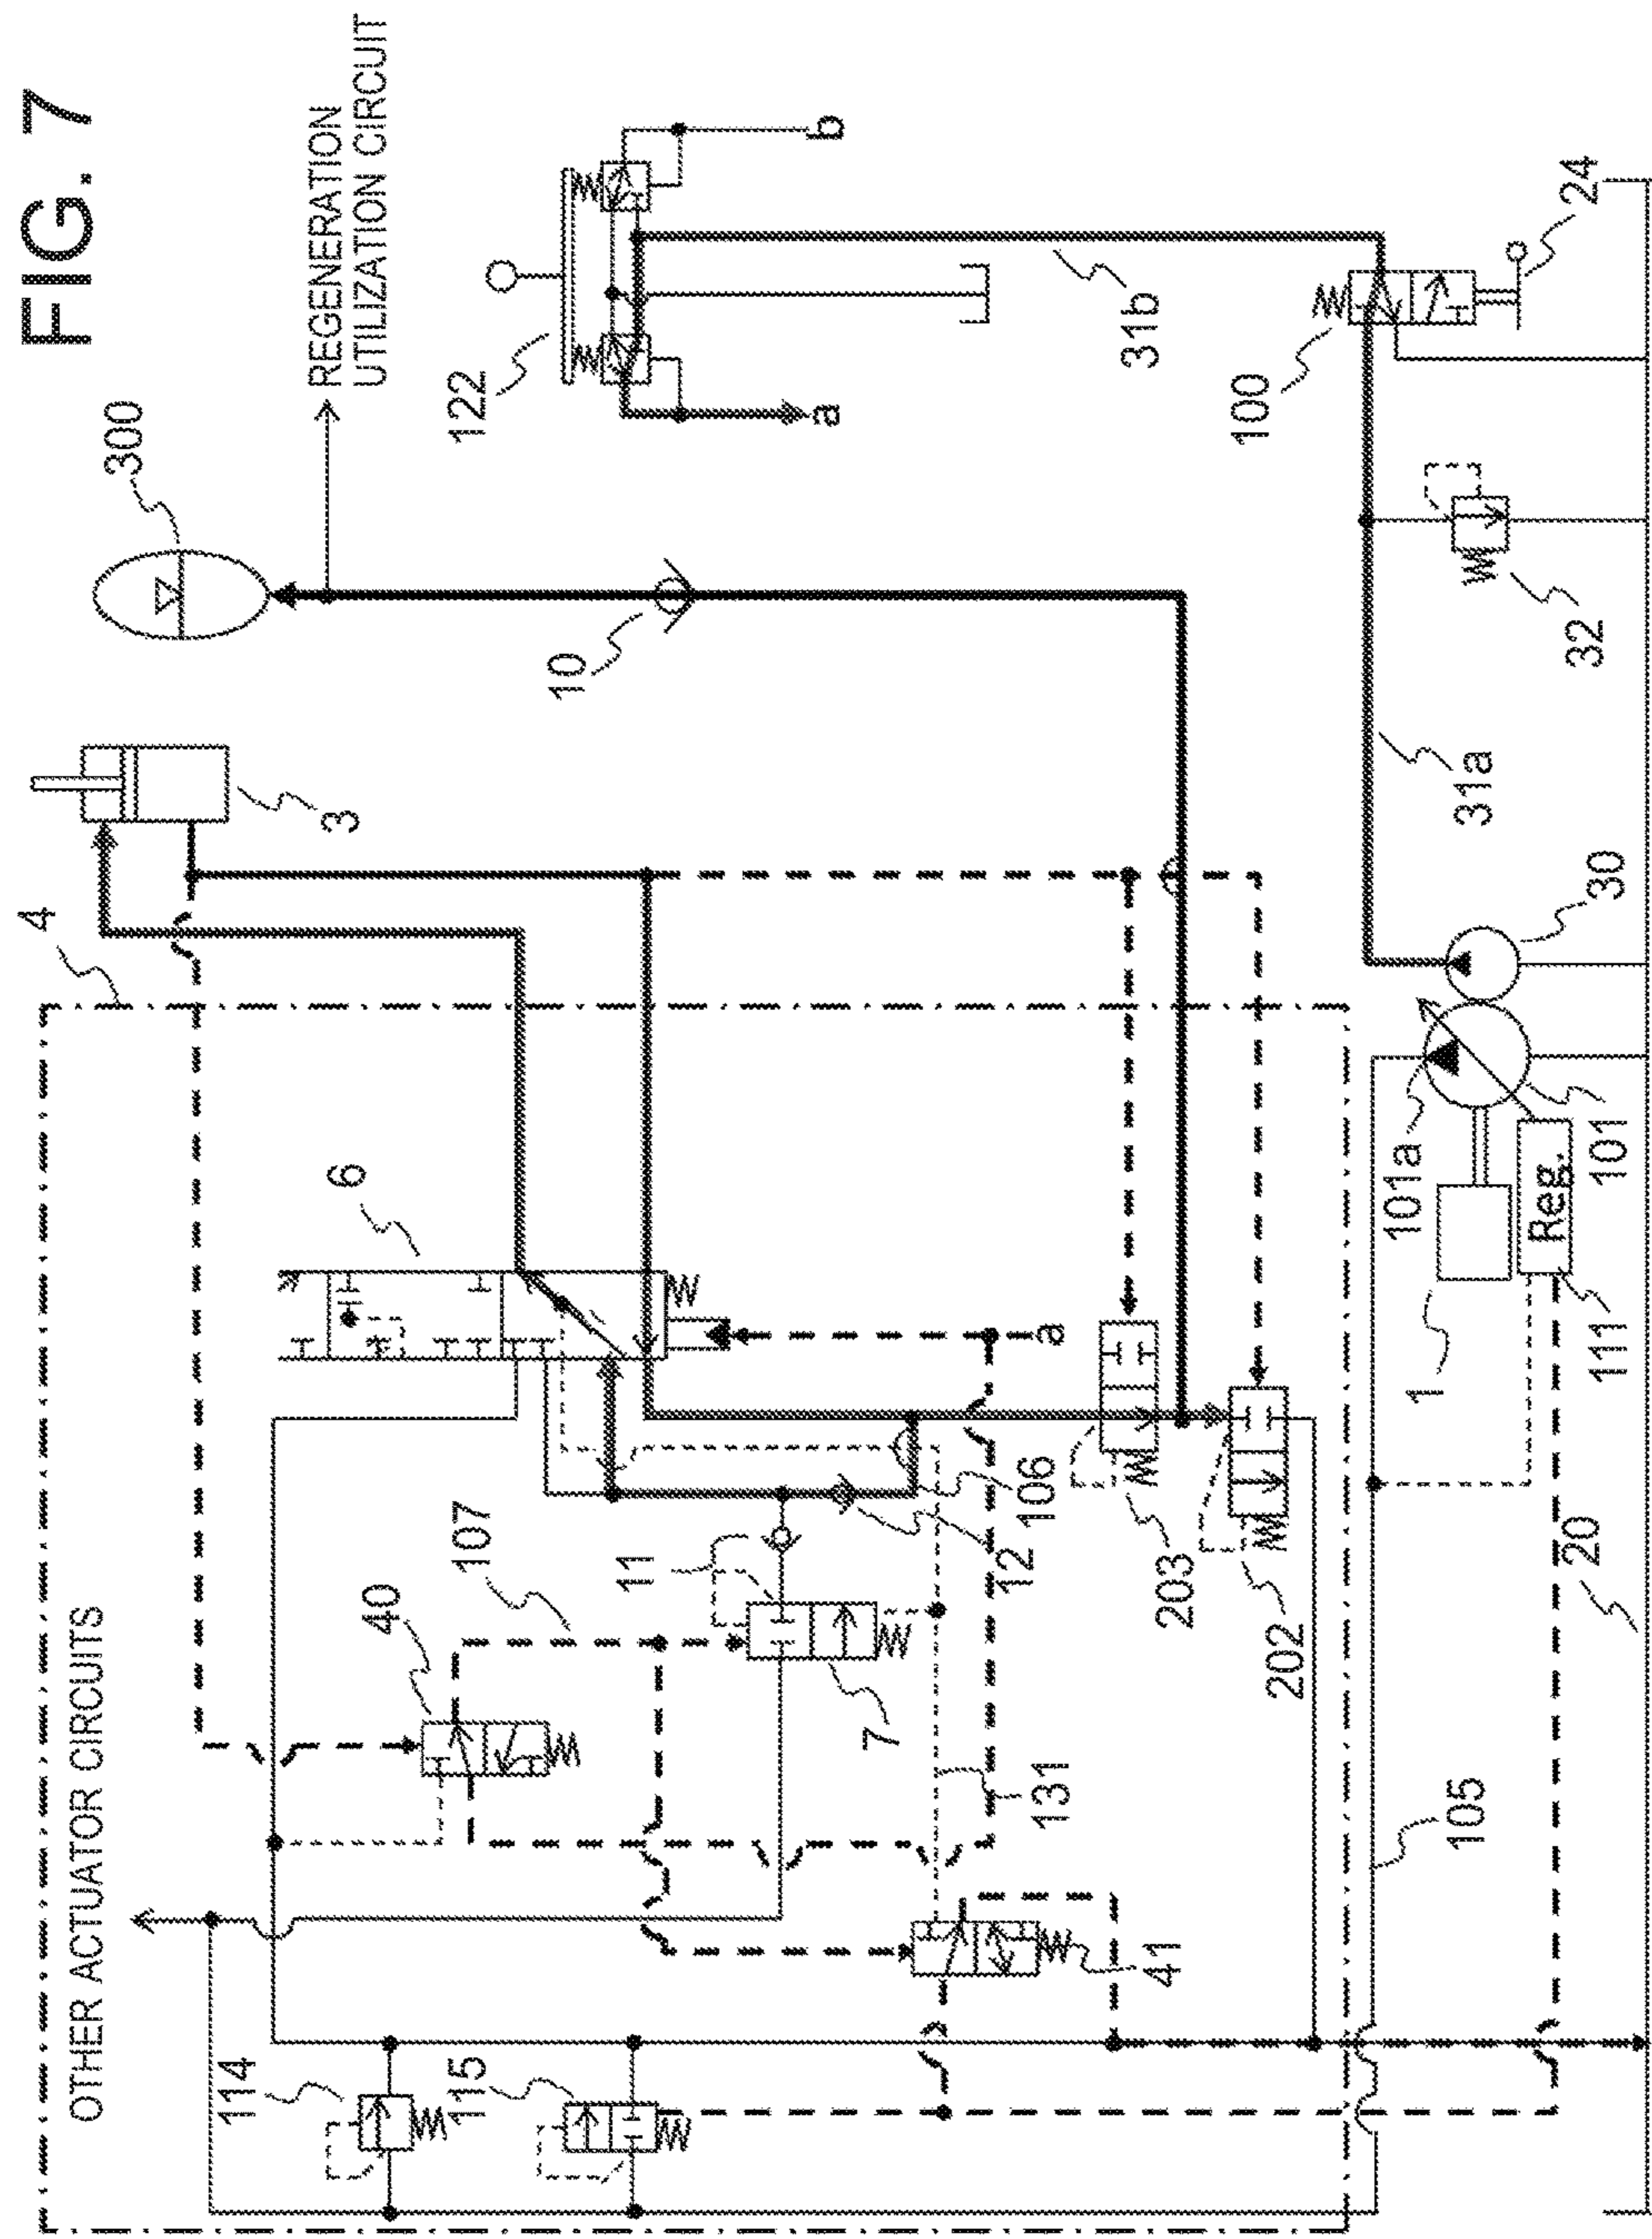 FIG. 7
REGENERATION
UTILIZATION CIRCUIT
OTHER ACTUATOR CIRCUITS
300
122
b
a
24
31b
100
10
32
3
31a
4
30
6
101a
101
Reg.
1
111
a
106
107
12
11
203
20
40
202
7
131
105
41
114
115